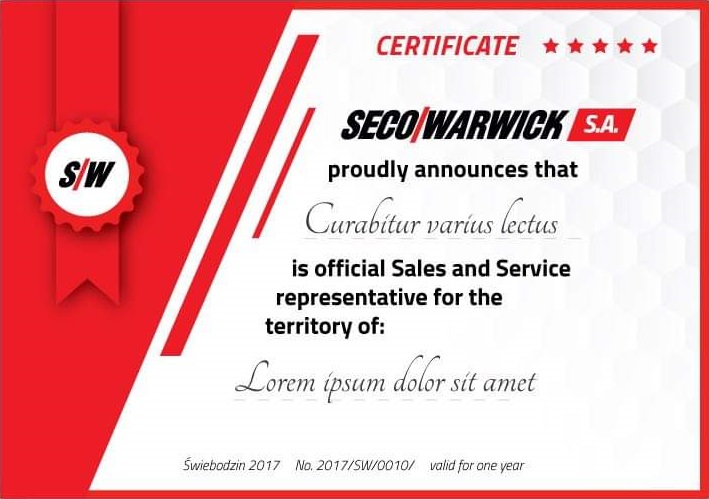 CERTIFICATE
SECO/WARWICK S.A.
S/W
proudly announces that
Curabitur varius lectus
is official Sales and Service
representative for the
territory of:
Lorem ipsum dolor sit amet
Świebodzin 2017 No. 2017/SW/0010/ valid for one year